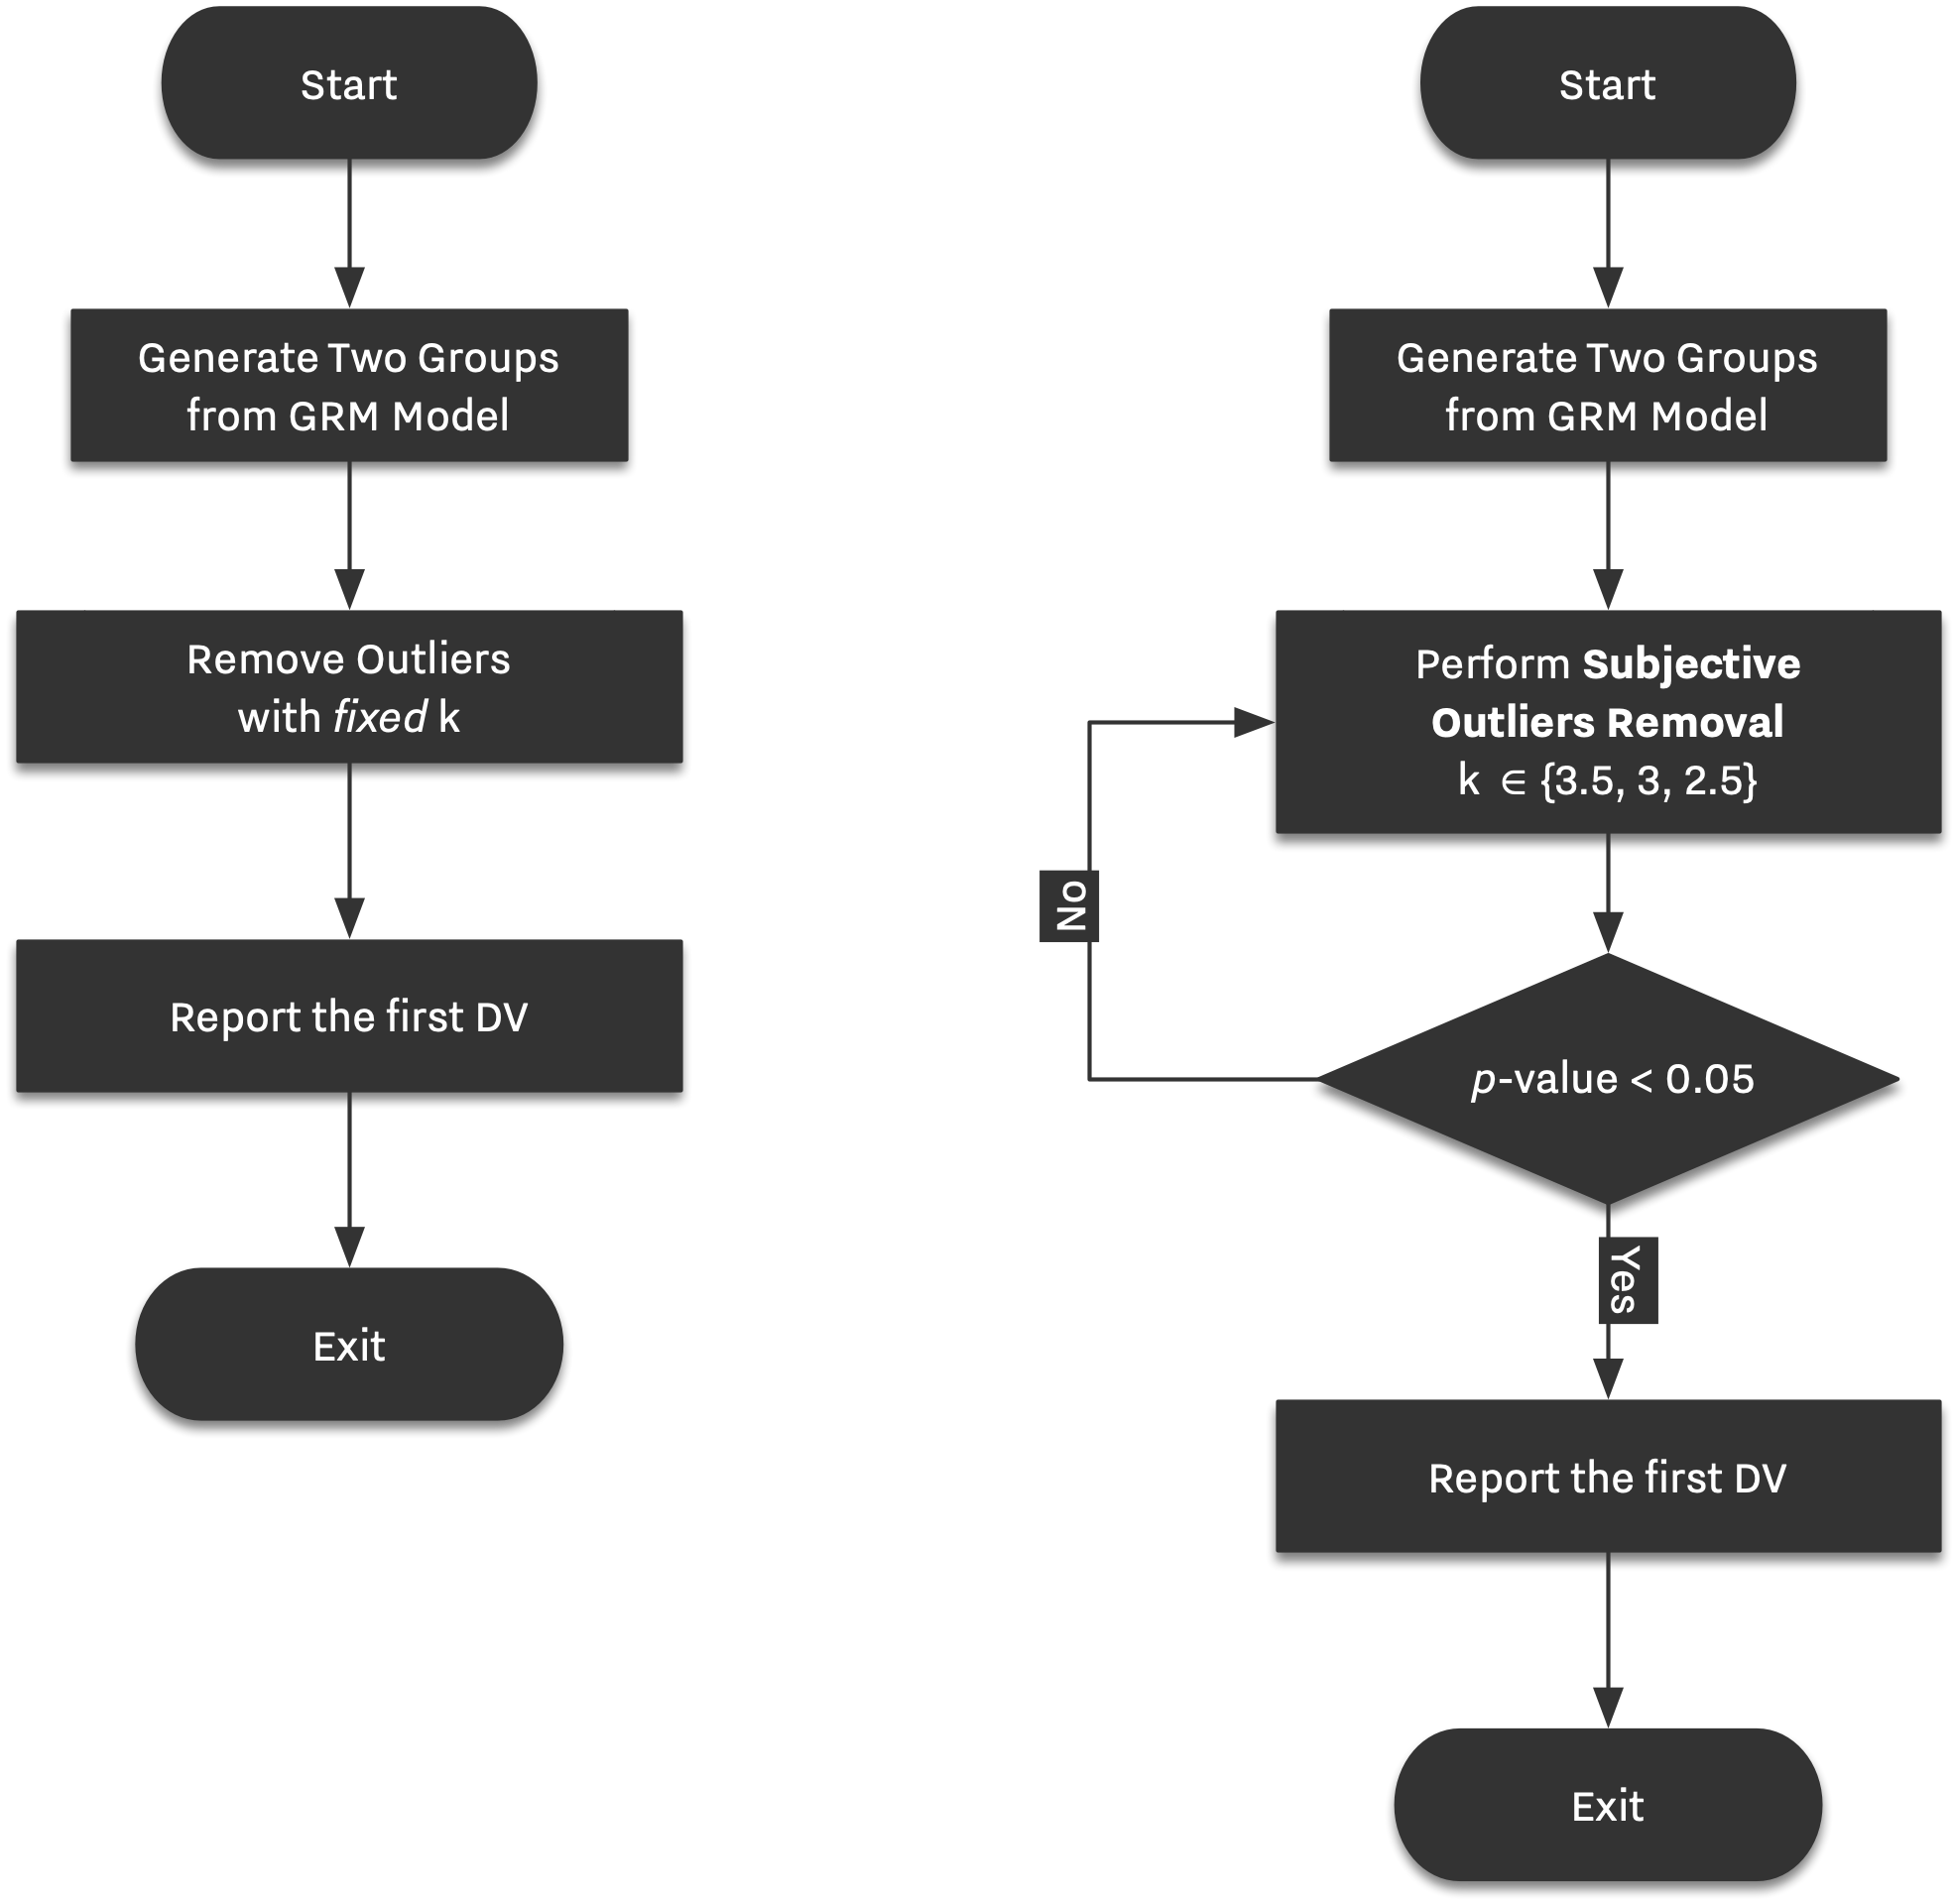 Start
Generate Two Groups
from GRM Model
Remove Outliers
with fixed k
Report the first DV
Exit
Start
Generate Two Groups
from GRM Model
Perform Subjective
Outliers Removal
k ∈ {3.5, 3, 2.5}
No
p-value < 0.05
Yes
Report the first DV
Exit